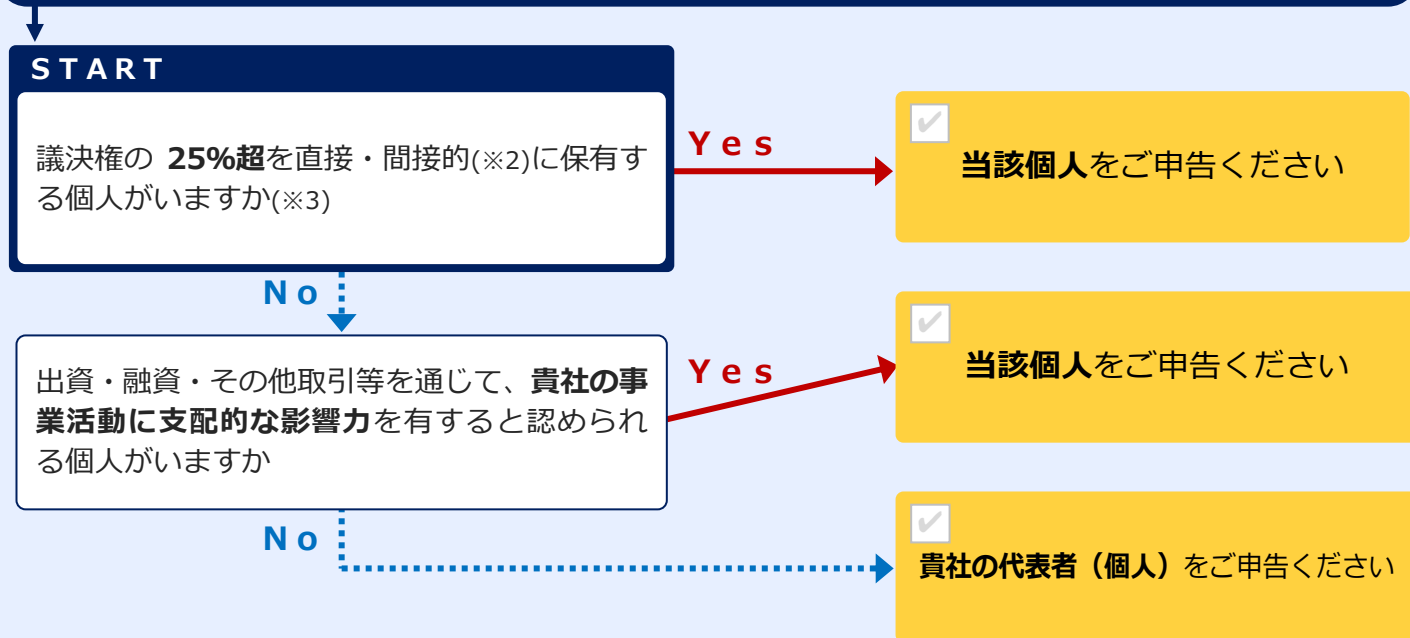 START
議決権の 25%超を直接・間接的(※2)に保有す
る個人がいますか(※3)
Yes
当該個人をご申告ください
No
出資・融資・その他取引等を通じて、貴社の事
業活動に支配的な影響力を有すると認められ
る個人がいますか
Yes
当該個人をご申告ください
No
貴社の代表者（個人）をご申告ください